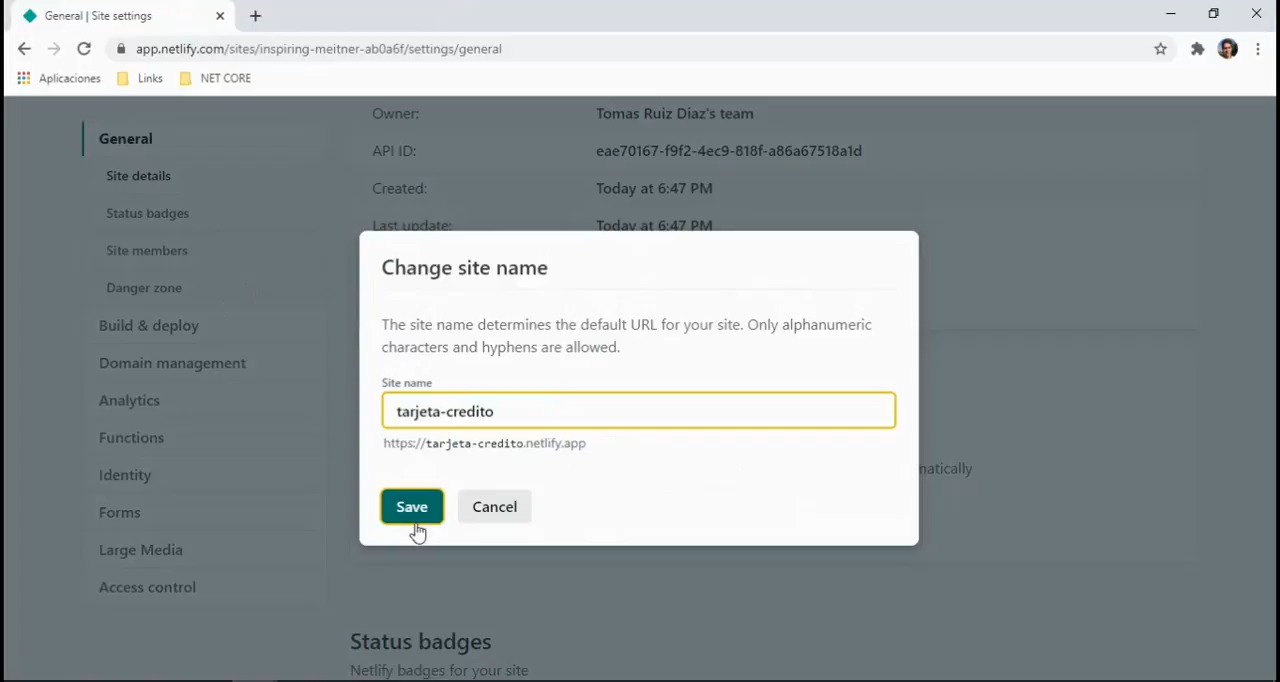 General | Site settings
app.netlify.com/sites/inspiring-meitner-ab0a6f/settings/general
Aplicaciones Links NET CORE
General
Site details
Status badges
Site members
Danger zone
Build & deploy
Domain management
Analytics
Functions
Identity
Forms
Large Media
Access control
Owner: Tomas Ruiz Diaz's team
API ID: eae70167-f9f2-4ec9-818f-a86a67518a1d
Created: Today at 6:47 PM
Last update: Today at 6:47 PM
Change site name
The site name determines the default URL for your site. Only alphanumeric
characters and hyphens are allowed.
Site name
tarjeta-credito
https://tarjeta-credito.netlify.app
Save Cancel
matically
Status badges
Netlify badges for your site